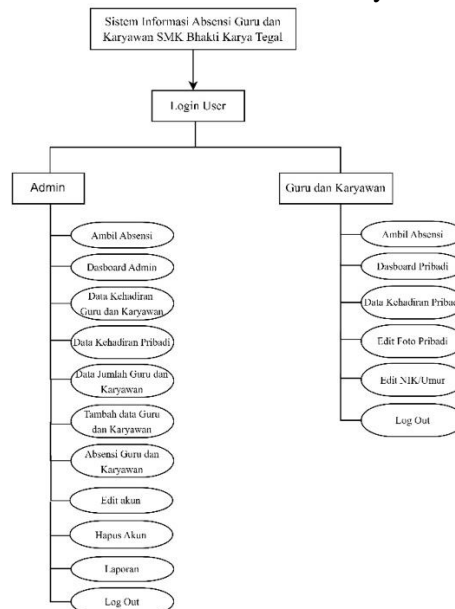 Sistem Informasi Absensi Guru dan
Karyawan SMK Bhakti Karya Tegal
Login User
Admin
Guru dan Karyawan
Ambil Absensi
Dasboard Admin
Data Kehadiran
Guru dan Karyawan
Data Kehadiran Pribadi
Data Jumlah Guru dan
Karyawan
Tambah data Guru
dan Karyawan
Absensi Guru dan
Karyawan
Edit akun
Hapus Akun
Laporan
Log Out
Ambil Absensi
Dasboard Pribadi
Data Kehadiran Pribadi
Edit Foto Pribadi
Edit NIK/Umur
Log Out